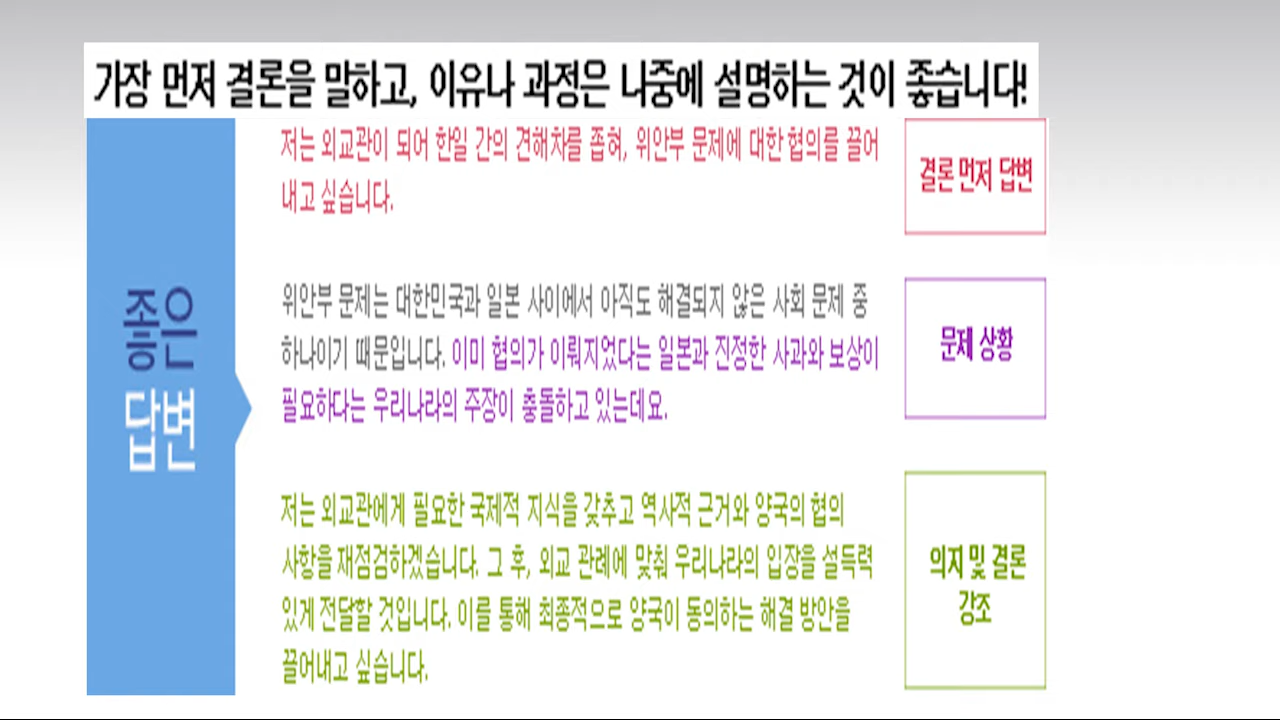 가장 먼저 결론을 말하고, 이유나 과정은 나중에 설명하는 것이 좋습니다!
좋은
답변
저는 외교관이 되어 한일 간의 견해차를 좁혀, 위안부 문제에 대한 협의를 끌어
내고 싶습니다.
결론 먼저 답변
위안부 문제는 대한민국과 일본 사이에서 아직도 해결되지 않은 사회 문제 중
하나이기 때문입니다. 이미 협의가 이뤄지었다는 일본과 진정한 사과와 보상이
필요하다는 우리나라의 주장이 충돌하고 있는데요.
문제 상황
저는 외교관에게 필요한 국제적 지식을 갖추고 역사적 근거와 양국의 협의
사항을 재점검하겠습니다. 그 후, 외교 관례에 맞춰 우리나라의 입장을 설득력
있게 전달할 것입니다. 이를 통해 최종적으로 양국이 동의하는 해결 방안을
끌어내고 싶습니다.
의지 및 결론
강조